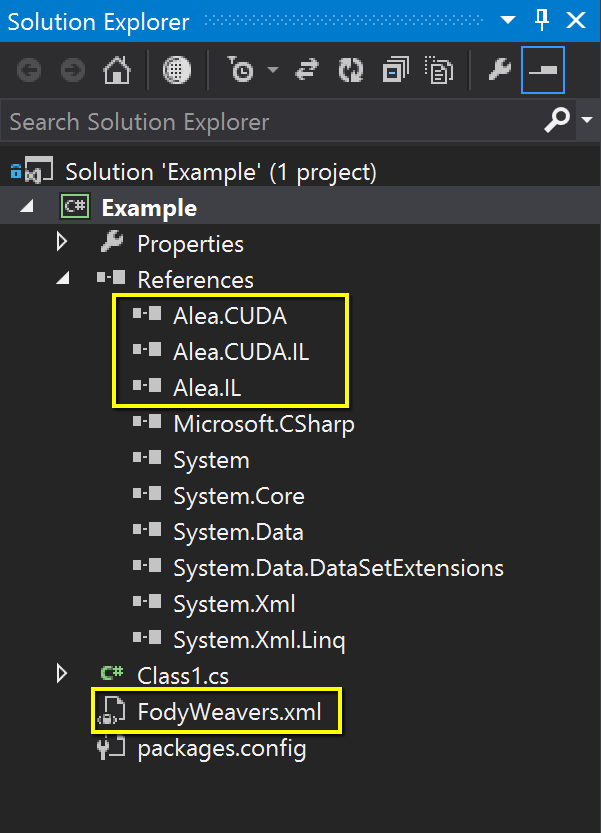 Solution Explorer
Search Solution Explorer
Solution 'Example' (1 project)
C# Example
Properties
References
Alea.CUDA
Alea.CUDA.IL
Alea.IL
Microsoft.CSharp
System
System.Core
System.Data
System.Data.DataSetExtensions
System.Xml
System.Xml.Linq
C# Class1.cs
FodyWeavers.xml
packages.config